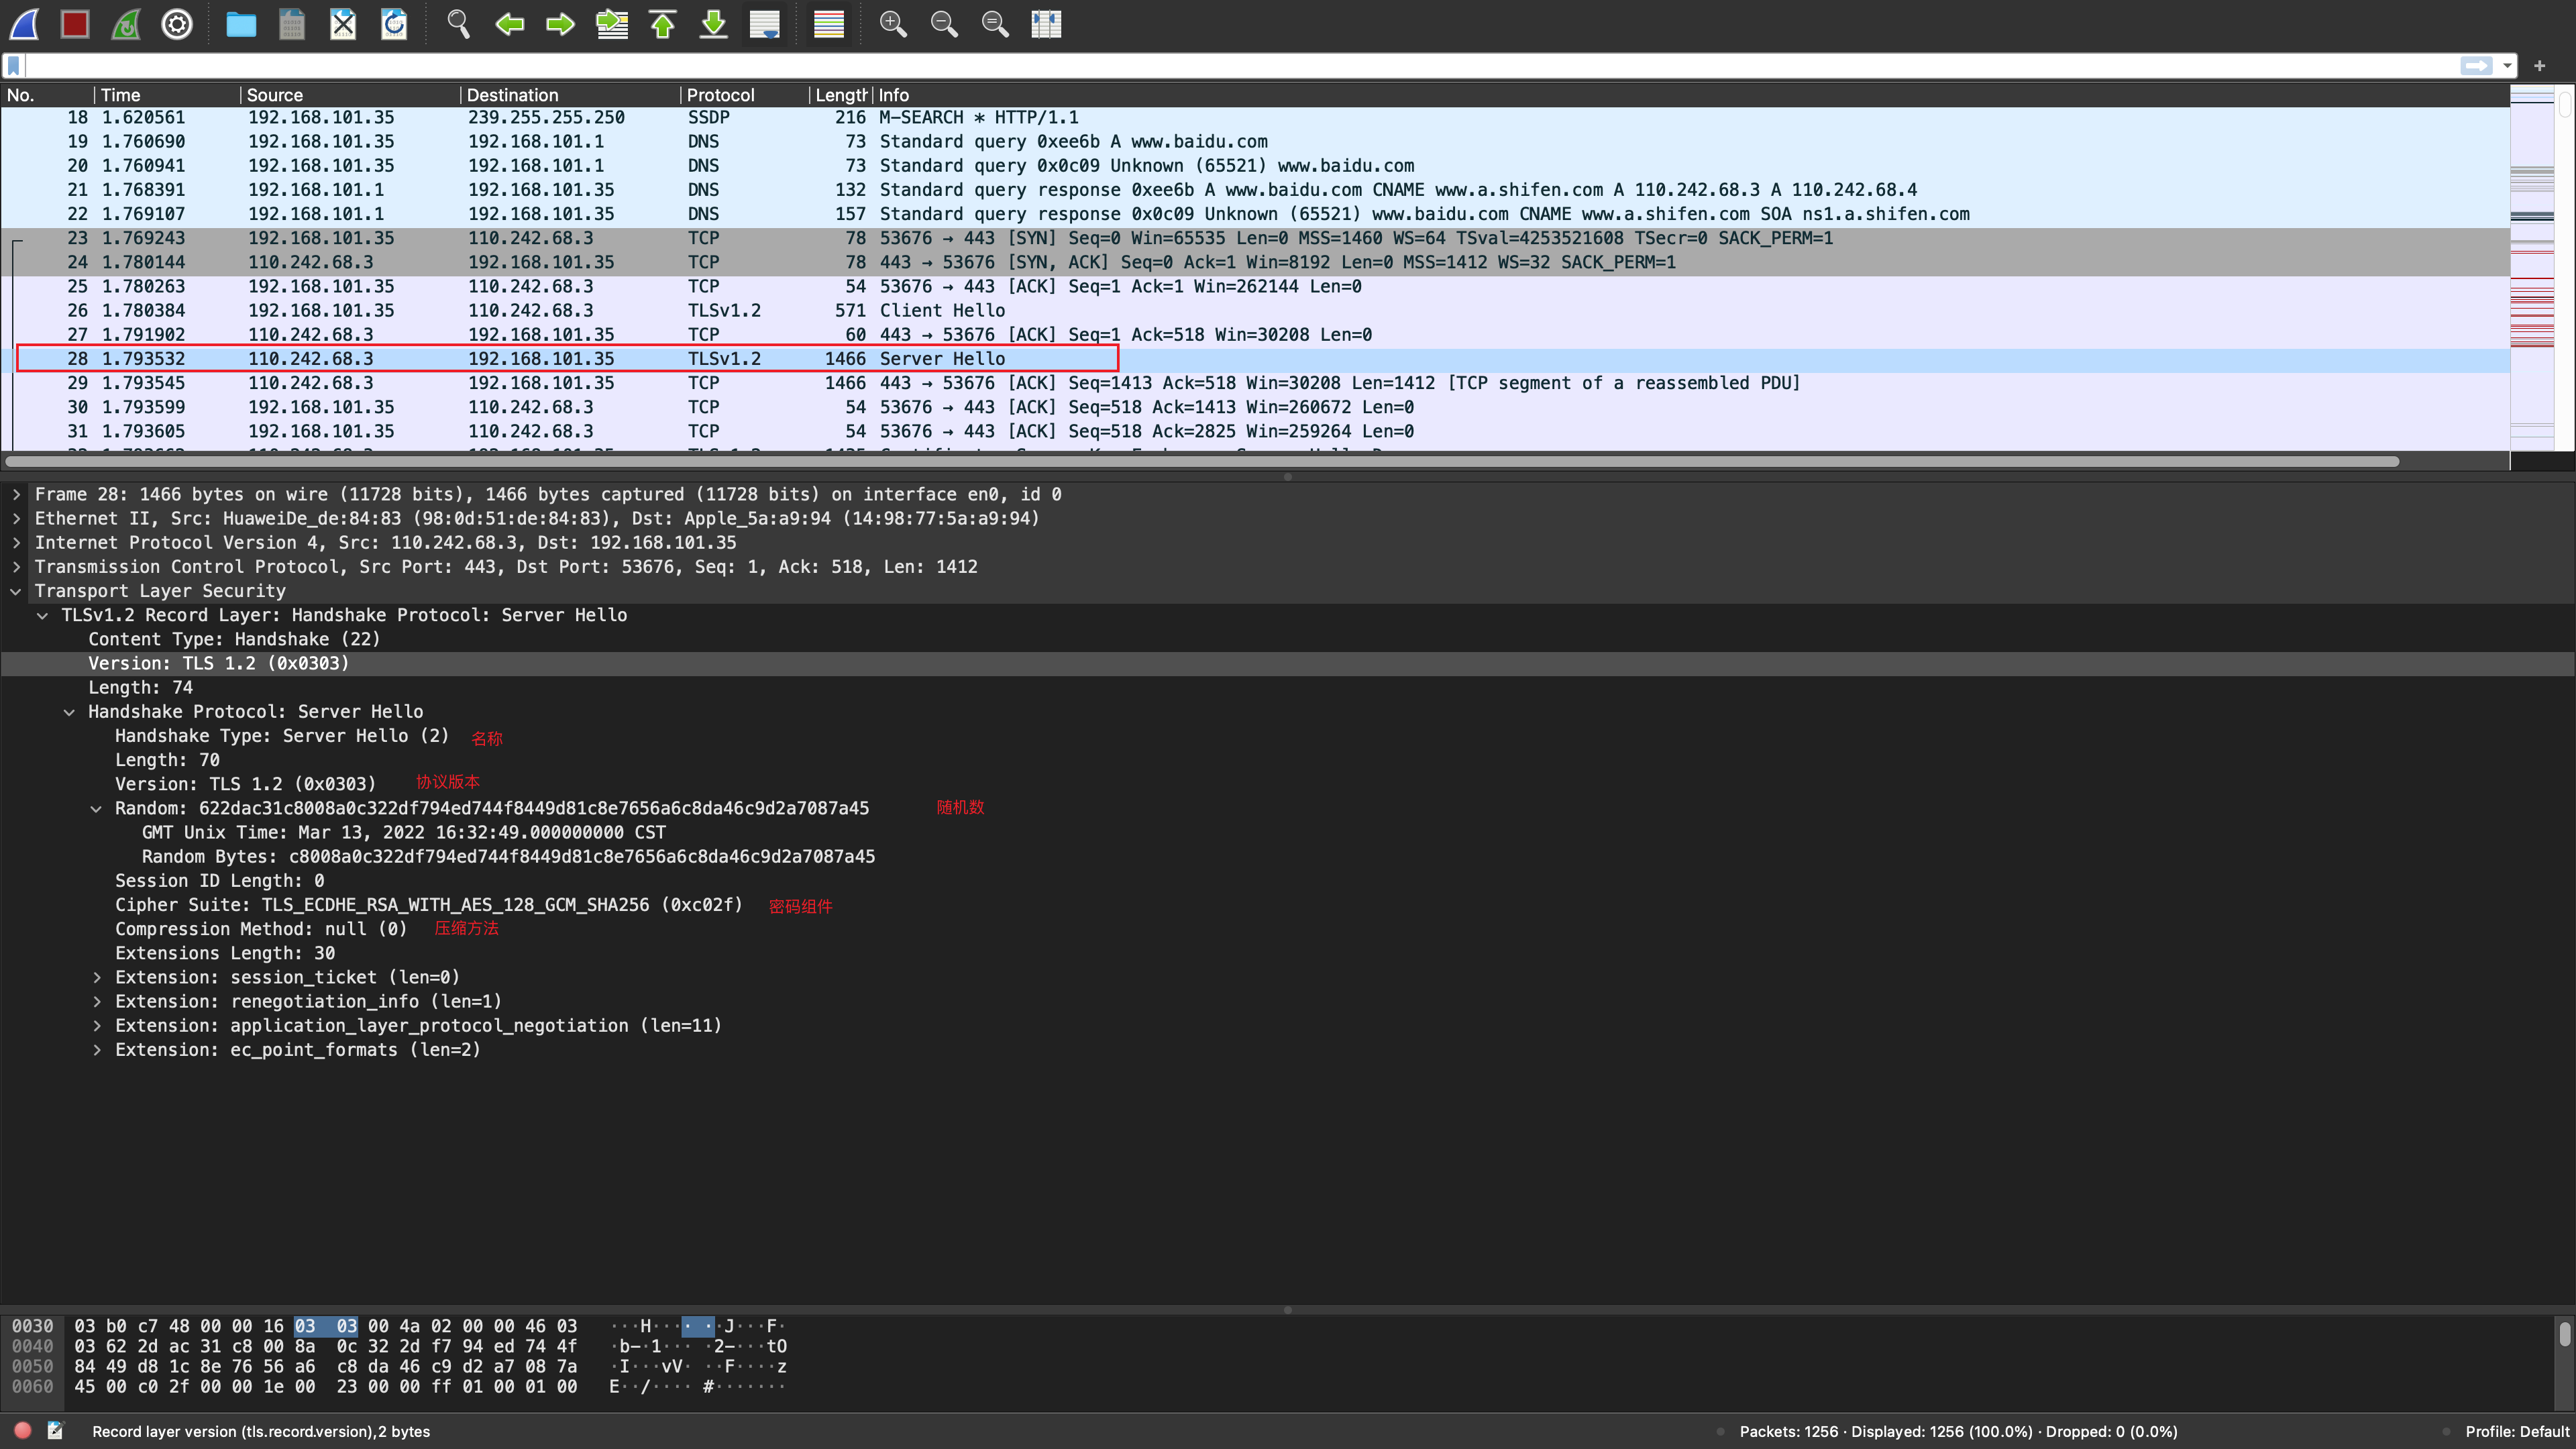 No. Time Source Destination Protocol Length Info
18 1.620561 192.168.101.35 239.255.255.250 SSDP 216 M-SEARCH * HTTP/1.1
19 1.760690 192.168.101.35 192.168.101.1 DNS 73 Standard query 0xee6b A www.baidu.com
20 1.760941 192.168.101.35 192.168.101.1 DNS 73 Standard query 0x0c09 Unknown (65521) www.baidu.com
21 1.768391 192.168.101.1 192.168.101.35 DNS 132 Standard query response 0xee6b A www.baidu.com CNAME www.a.shifen.com A 110.242.68.3 A 110.242.68.4
22 1.769107 192.168.101.1 192.168.101.35 DNS 157 Standard query response 0x0c09 Unknown (65521) www.baidu.com CNAME www.a.shifen.com SOA ns1.a.shifen.com
23 1.769243 192.168.101.35 110.242.68.3 TCP 78 53676 → 443 [SYN] Seq=0 Win=65535 Len=0 MSS=1460 WS=64 TSval=4253521608 TSecr=0 SACK_PERM=1
24 1.780144 110.242.68.3 192.168.101.35 TCP 78 443 → 53676 [SYN, ACK] Seq=0 Ack=1 Win=8192 Len=0 MSS=1412 WS=32 SACK_PERM=1
25 1.780263 192.168.101.35 110.242.68.3 TCP 54 53676 → 443 [ACK] Seq=1 Ack=1 Win=262144 Len=0
26 1.780384 192.168.101.35 110.242.68.3 TLSv1.2 571 Client Hello
27 1.791902 110.242.68.3 192.168.101.35 TCP 60 443 → 53676 [ACK] Seq=1 Ack=518 Win=30208 Len=0
28 1.793532 110.242.68.3 192.168.101.35 TLSv1.2 1466 Server Hello
29 1.793545 110.242.68.3 192.168.101.35 TCP 1466 443 → 53676 [ACK] Seq=1413 Ack=518 Win=30208 Len=1412 [TCP segment of a reassembled PDU]
30 1.793599 192.168.101.35 110.242.68.3 TCP 54 53676 → 443 [ACK] Seq=518 Ack=1413 Win=260672 Len=0
31 1.793605 192.168.101.35 110.242.68.3 TCP 54 53676 → 443 [ACK] Seq=518 Ack=2825 Win=259264 Len=0
Frame 28: 1466 bytes on wire (11728 bits), 1466 bytes captured (11728 bits) on interface en0, id 0
Ethernet II, Src: HuaweiDe_de:84:83 (98:0d:51:de:84:83), Dst: Apple_5a:a9:94 (14:98:77:5a:a9:94)
Internet Protocol Version 4, Src: 110.242.68.3, Dst: 192.168.101.35
Transmission Control Protocol, Src Port: 443, Dst Port: 53676, Seq: 1, Ack: 518, Len: 1412
Transport Layer Security
TLSv1.2 Record Layer: Handshake Protocol: Server Hello
Content Type: Handshake (22)
Version: TLS 1.2 (0x0303)
Length: 74
Handshake Protocol: Server Hello
Handshake Type: Server Hello (2) 名称
Length: 70
Version: TLS 1.2 (0x0303) 协议版本
Random: 622dac31c8008a0c322df794ed744f8449d81c8e7656a6c8da46c9d2a7087a45 随机数
GMT Unix Time: Mar 13, 2022 16:32:49.000000000 CST
Random Bytes: c8008a0c322df794ed744f8449d81c8e7656a6c8da46c9d2a7087a45
Session ID Length: 0
Cipher Suite: TLS_ECDHE_RSA_WITH_AES_128_GCM_SHA256 (0xc02f) 密码组件
Compression Method: null (0) 压缩方法
Extensions Length: 30
Extension: session_ticket (len=0)
Extension: renegotiation_info (len=1)
Extension: application_layer_protocol_negotiation (len=11)
Extension: ec_point_formats (len=2)
0030 03 b0 c7 48 00 00 16 03 03 00 4a 02 00 00 46 03 ···H··· ··J···F·
0040 03 62 2d ac 31 c8 00 8a 0c 32 2d f7 94 ed 74 4f ·b-·1··· ·2-···tO
0050 84 49 d8 1c 8e 76 56 a6 c8 da 46 c9 d2 a7 08 7a ·I···vV· ··F····z
0060 45 00 c0 2f 00 00 1e 00 23 00 00 ff 01 00 01 00 E··/···· #·······
Record layer version (tls.record.version), 2 bytes Packets: 1256 · Displayed: 1256 (100.0%) · Dropped: 0 (0.0%) Profile: Default